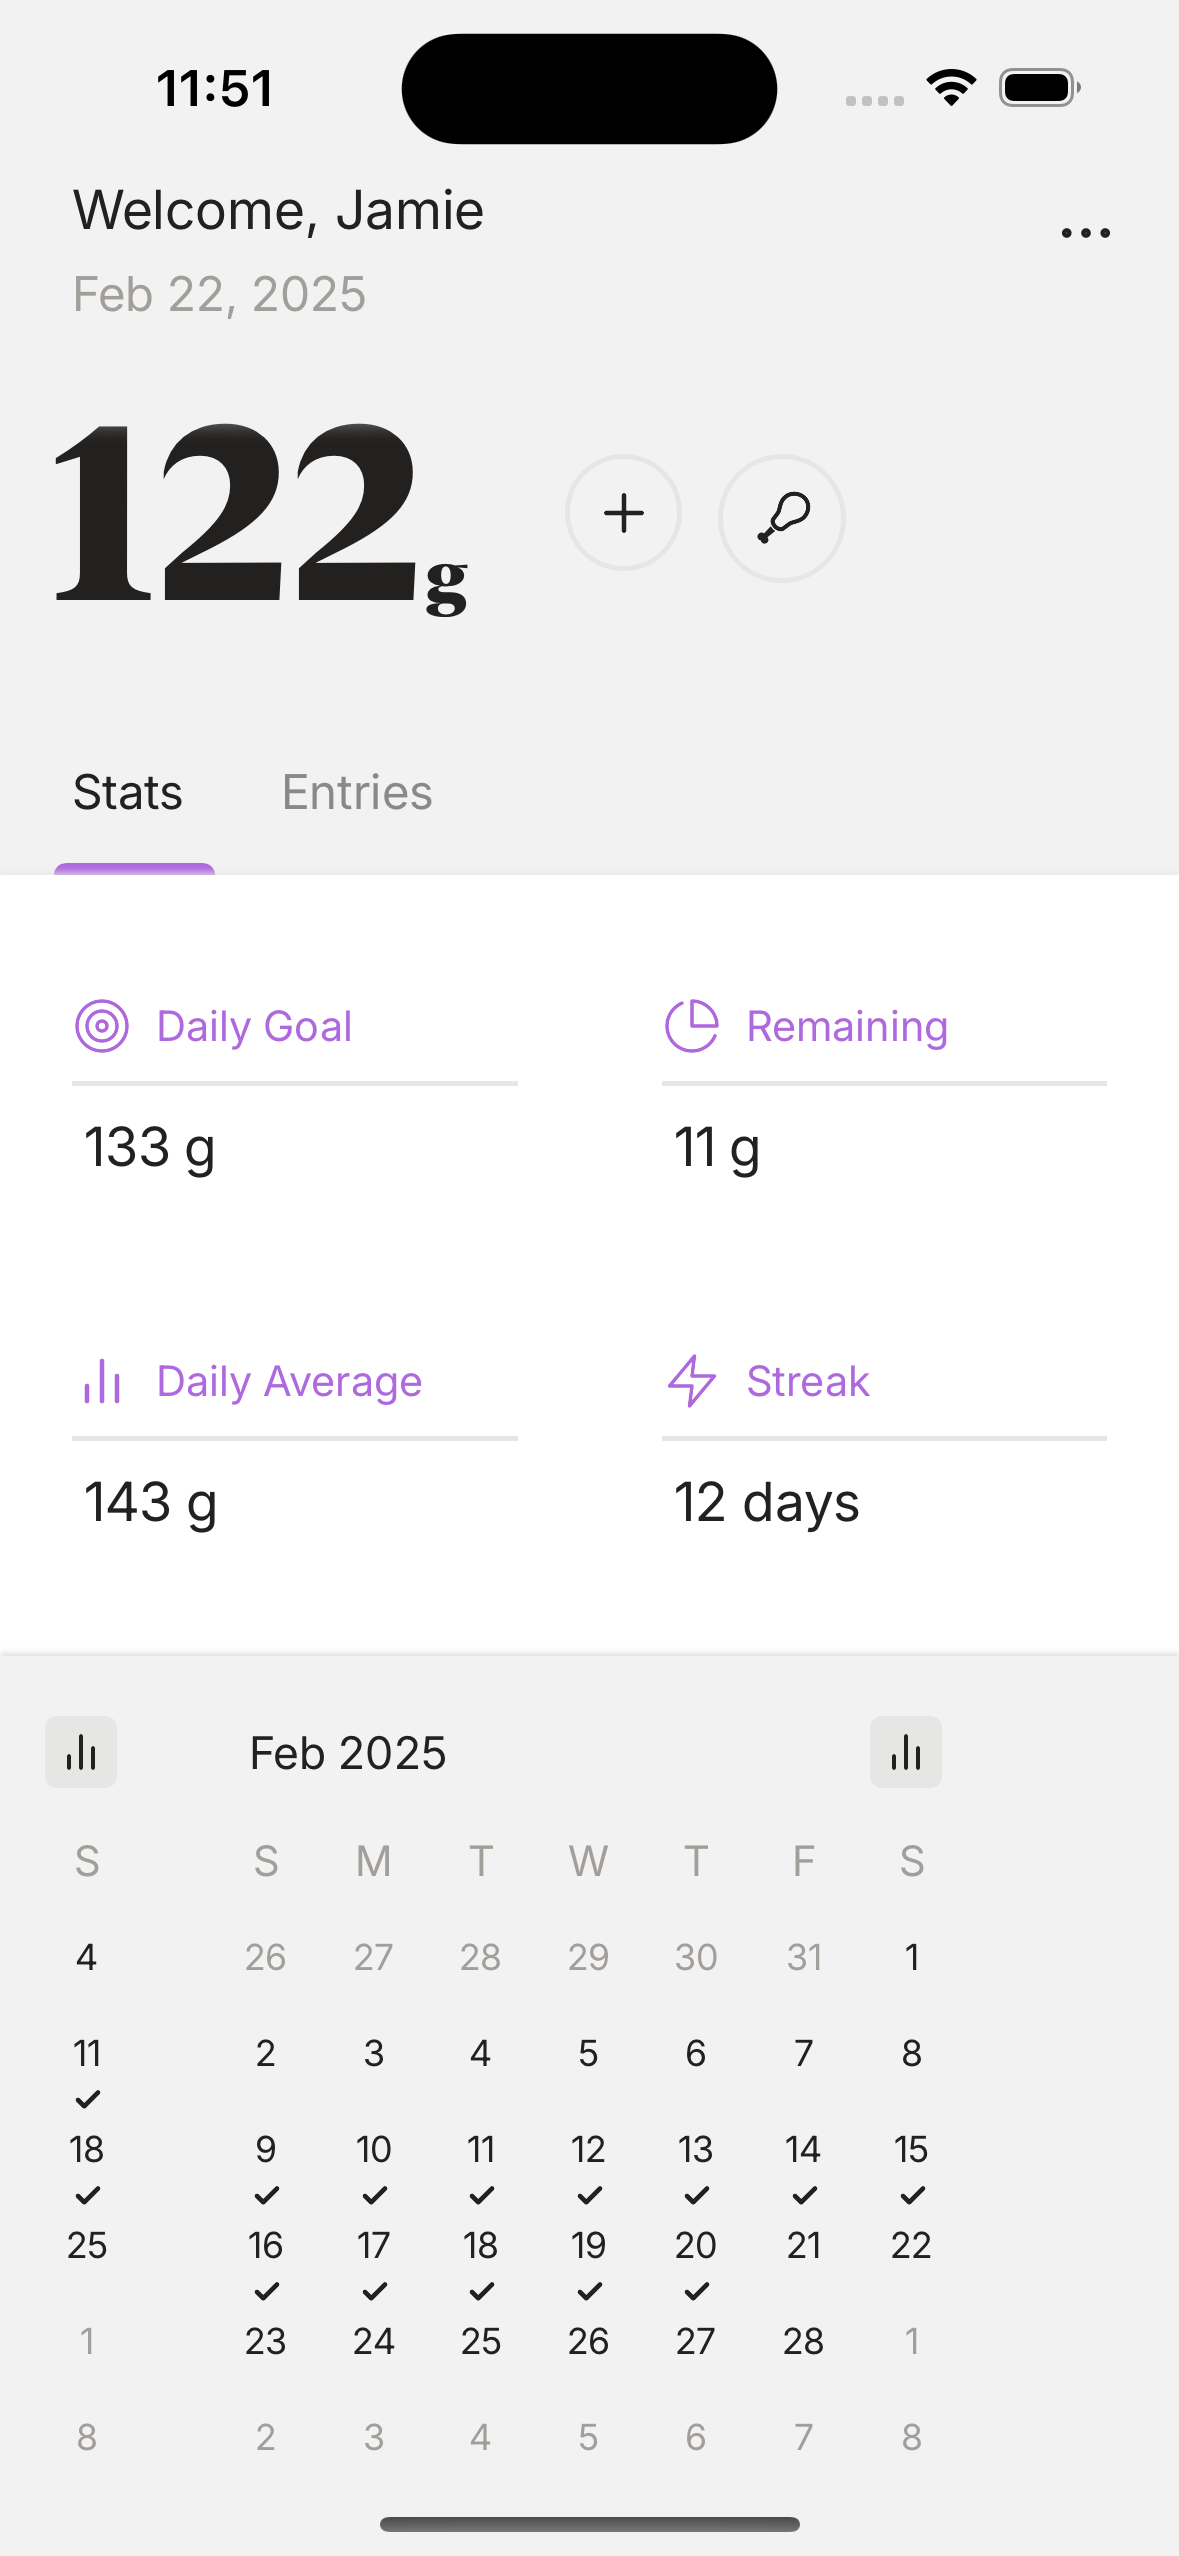 11:51
Welcome, Jamie
Feb 22, 2025
122g
Stats Entries
Daily Goal Remaining
133 g 11 g
Daily Average Streak
143 g 12 days
Feb 2025
S S M T W T F S
4 26 27 28 29 30 31 1
11 2 3 4 5 6 7 8
18 9 10 11 12 13 14 15
25 16 17 18 19 20 21 22
1 23 24 25 26 27 28 1
8 2 3 4 5 6 7 8